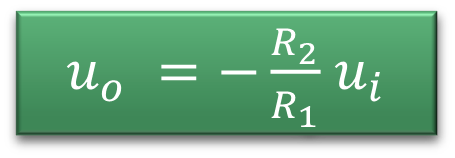 u_o = -\frac{R_2}{R_1} u_i